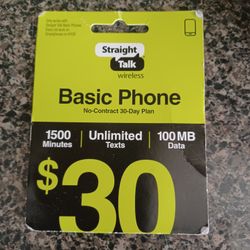 Straight
Talk
wireless
Basic Phone
No-Contract 30-Day Plan
1500 Unlimited 100 MB
Minutes Texts Data
$30